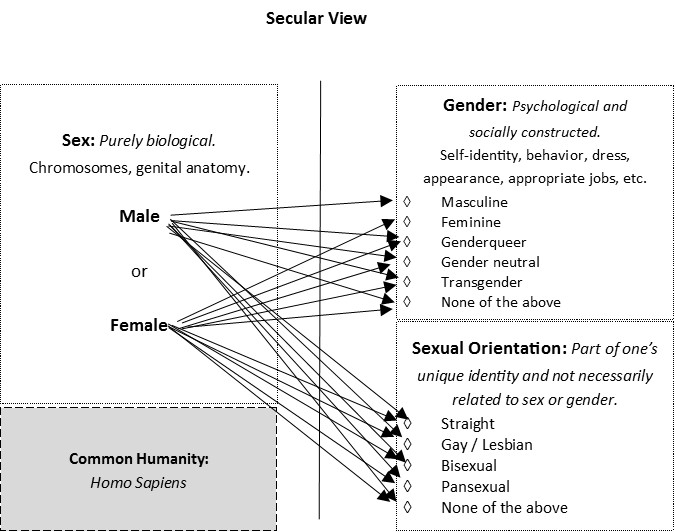 Secular View
Sex: Purely biological.
Chromosomes, genital anatomy.
Male
or
Female
Common Humanity:
Homo Sapiens
Gender: Psychological and
socially constructed.
Self-identity, behavior, dress,
appearance, appropriate jobs, etc.
◊ Masculine
◊ Feminine
◊ Genderqueer
◊ Gender neutral
◊ Transgender
◊ None of the above
Sexual Orientation: Part of one’s
unique identity and not necessarily
related to sex or gender.
◊ Straight
◊ Gay / Lesbian
◊ Bisexual
◊ Pansexual
◊ None of the above